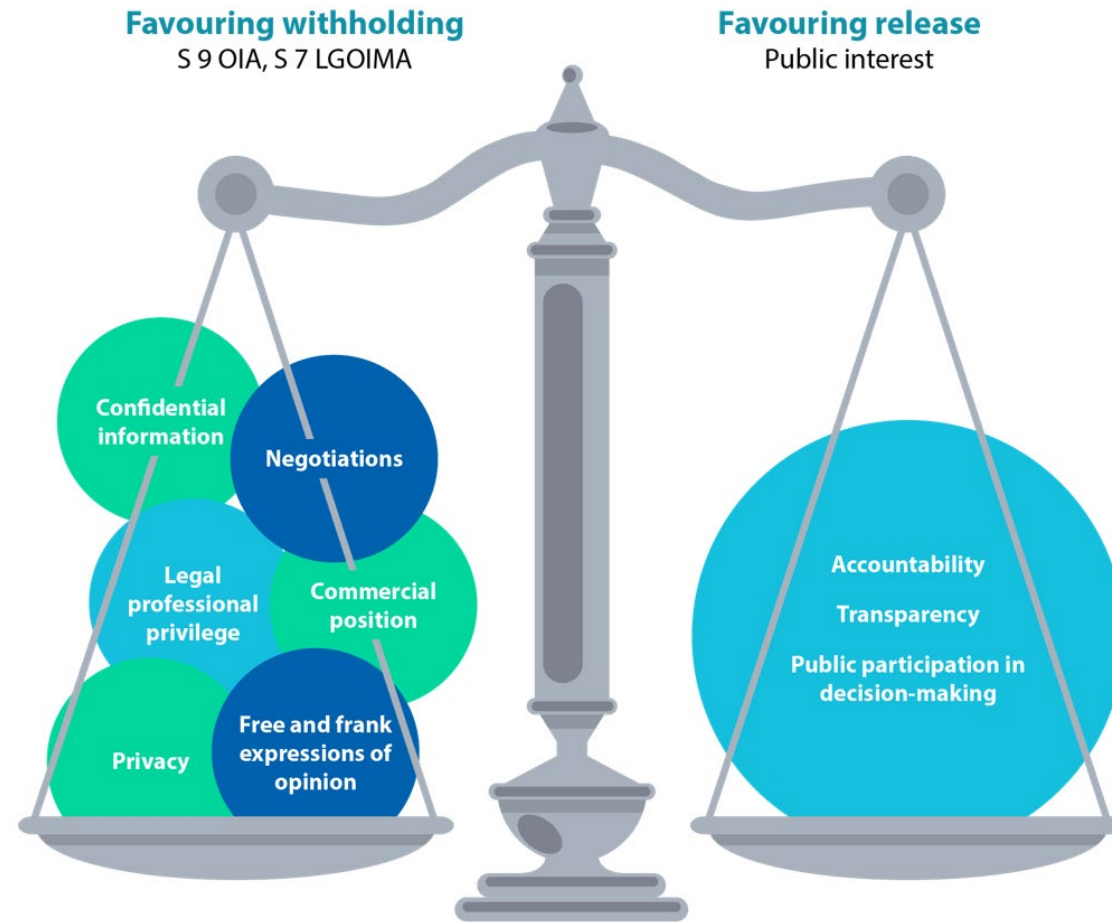 Favouring withholding
S 9 OIA, S 7 LGOIMA
Favouring release
Public interest
Confidential
information
Negotiations
Legal
professional
privilege
Commercial
position
Privacy
Free and frank
expressions of
opinion
Accountability
Transparency
Public participation in
decision-making